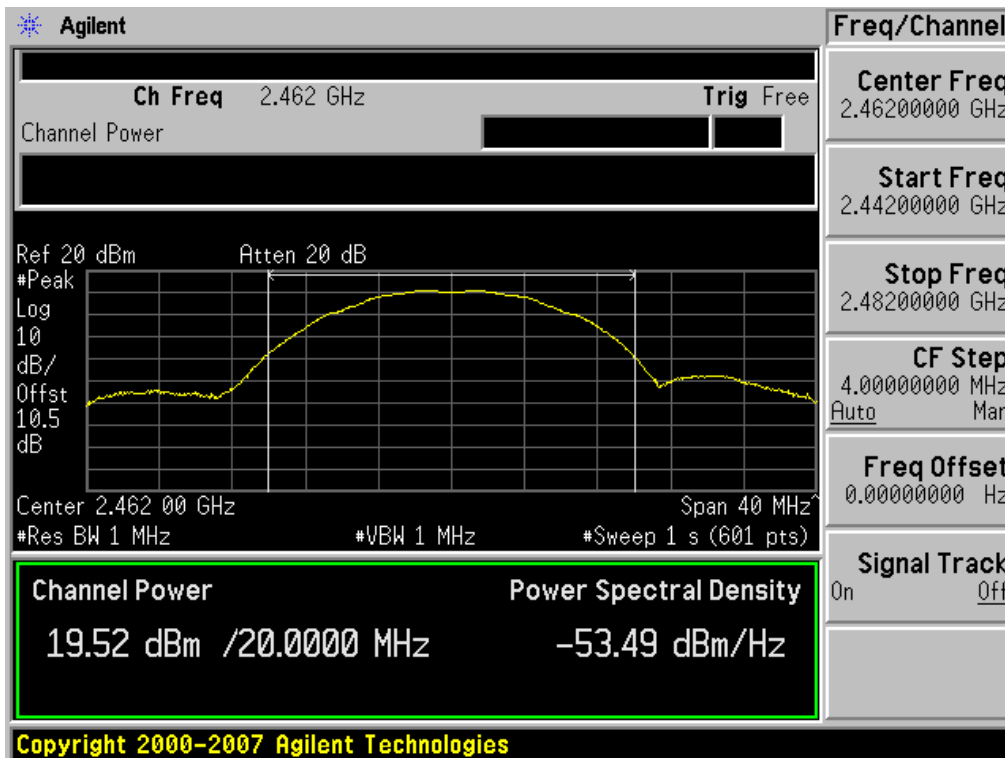 Agilent
Freq/Channel
Ch Freq 2.462 GHz Trig Free
Channel Power
Center Freq
2.46200000 GHz
Start Freq
2.44200000 GHz
Stop Freq
2.48200000 GHz
CF Step
4.00000000 MHz
Auto Man
Freq Offset
0.00000000 Hz
Signal Track
On Off
Ref 20 dBm Atten 20 dB
#Peak
Log
10
dB/
Offst
10.5
dB
Center 2.462 00 GHz Span 40 MHz^
#Res BW 1 MHz #VBW 1 MHz #Sweep 1 s (601 pts)
Channel Power Power Spectral Density
19.52 dBm /20.0000 MHz -53.49 dBm/Hz
Copyright 2000-2007 Agilent Technologies